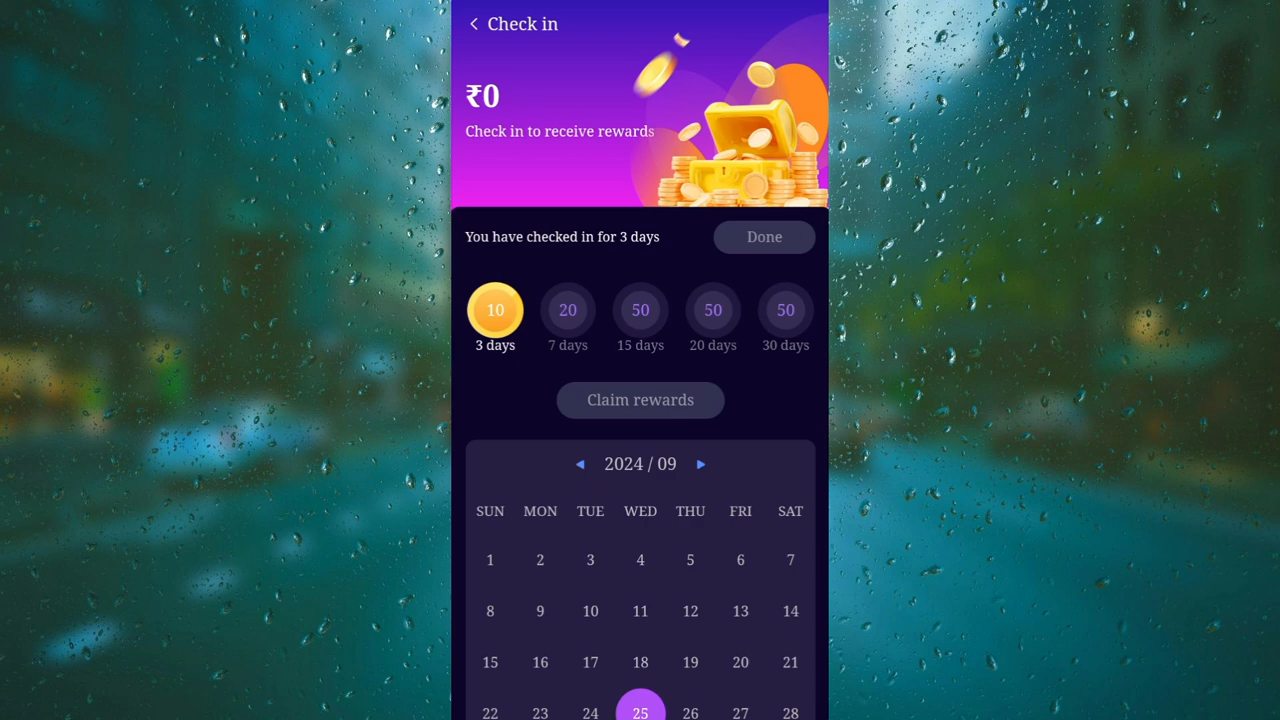 Check in
₹0
Check in to receive rewards
You have checked in for 3 days Done
10 20 50 50 50
3 days 7 days 15 days 20 days 30 days
Claim rewards
2024 / 09
SUN MON TUE WED THU FRI SAT
1 2 3 4 5 6 7
8 9 10 11 12 13 14
15 16 17 18 19 20 21
22 23 24 25 26 27 28